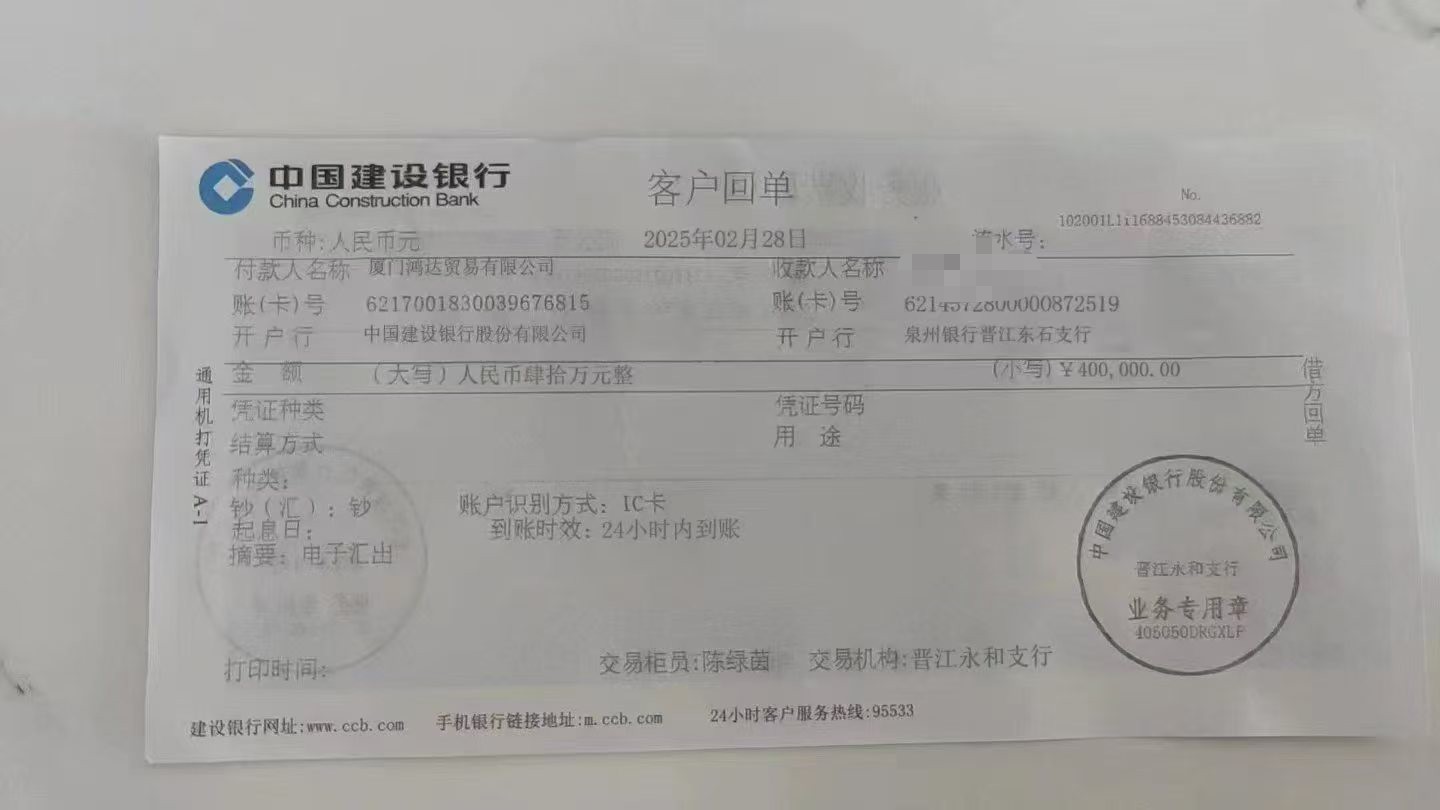 中国建设银行
China Construction Bank
客户回单
No.
102001L1i1688453084436882
币种:人民币元
2025年02月28日
水号:
付款人名称 厦门鸿达贸易有限公司
收款人名称
账(卡)号 6217001830039676815
账(卡)号
开户行 中国建设银行股份有限公司
开户行 泉州银行晋江东石支行
金额 (大写)人民币肆拾万元整 (小写)¥400,000.00
凭证种类
凭证号码
结算方式
用途
种类:
钞(汇):钞
账户识别方式: IC卡
起息日:
到账时效: 24小时内到账
摘要: 电子汇出
通用机打凭证 A-1
借方回单
中国建设银行股份有限公司
晋江永和支行
业务专用章
打印时间:
交易柜员:陈绿茵 交易机构:晋江永和支行
建设银行网址:www.ccb.com 手机银行链接地址:m.ccb.com 24小时客户服务热线:95533